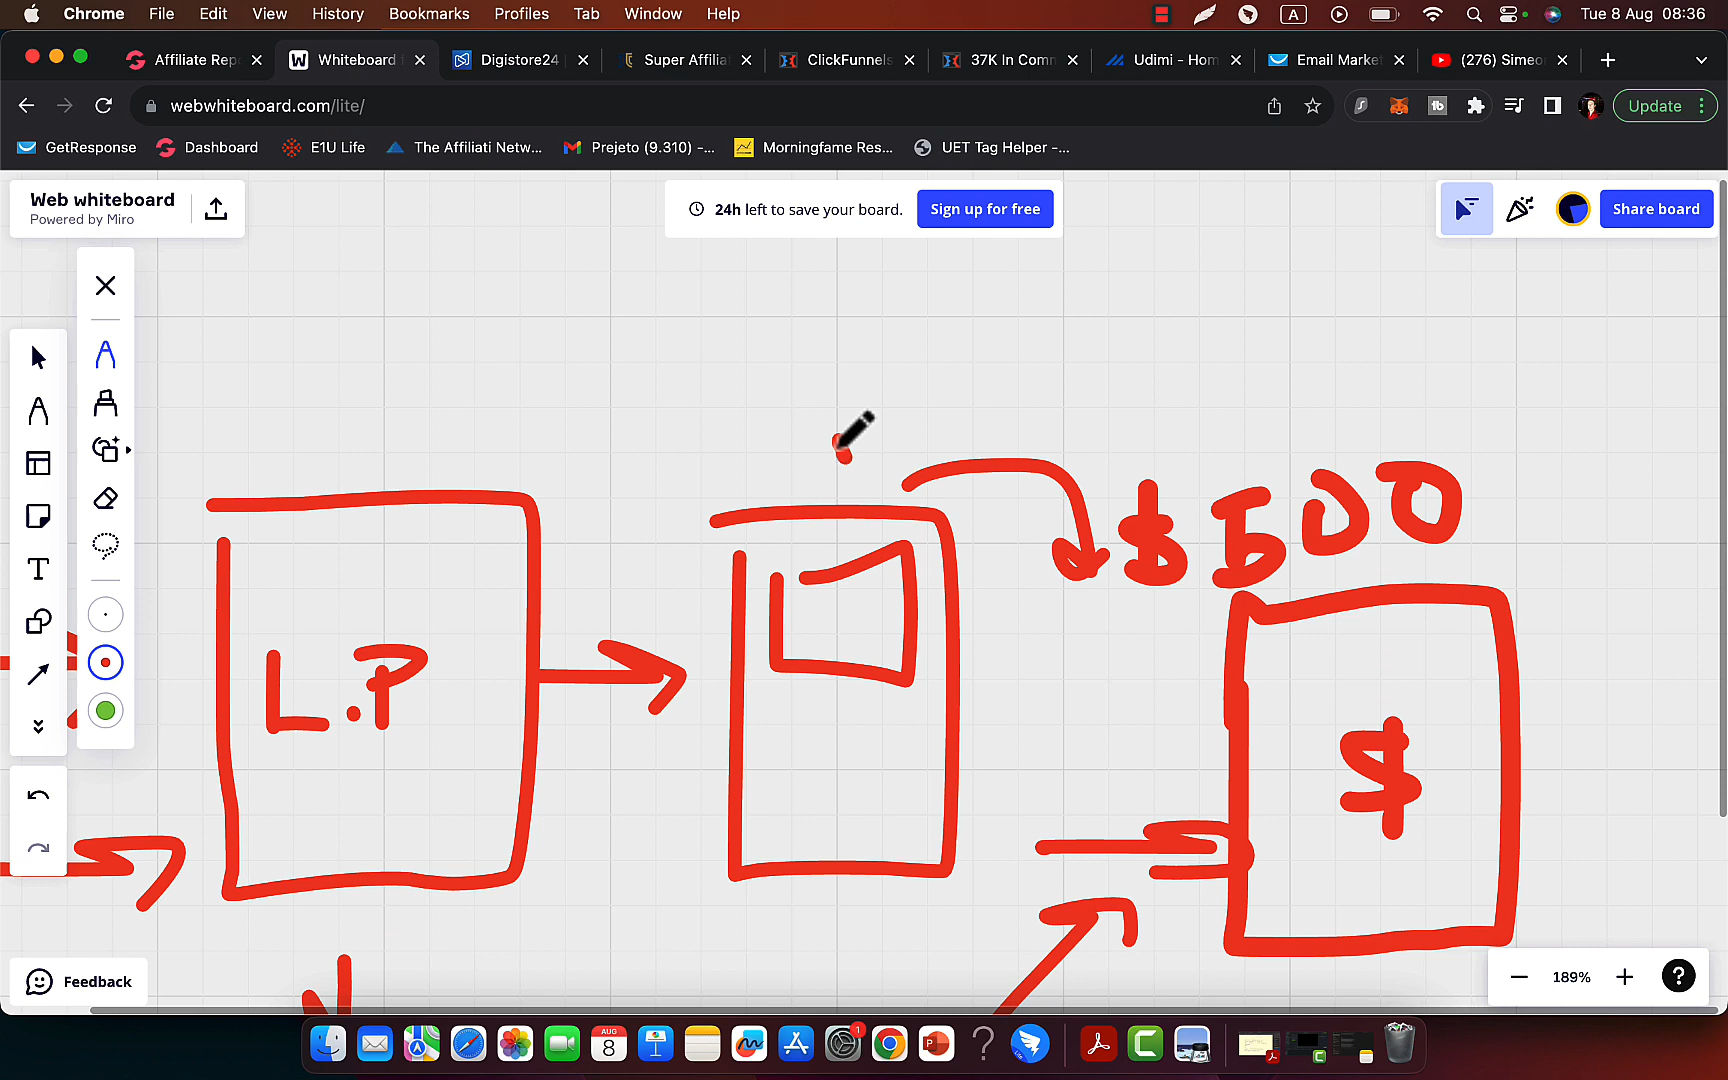 Chrome File Edit View History Bookmarks Profiles Tab Window Help A Tue 8 Aug 08:36
Affiliate Rep Whiteboard f Digistore24 Super Affilia ClickFunnels 37K In Comm Udimi - Hom Email Market (276) Simeo
webwhiteboard.com/lite/ Update
GetResponse Dashboard E1U Life The Affiliati Netw... Prejeto (9.310) -... Morningfame Res... UET Tag Helper -...
Web whiteboard
Powered by Miro
24h left to save your board. Sign up for free
Share board
$500
L.P
$
T
Feedback
189%
?
AUG
8
1